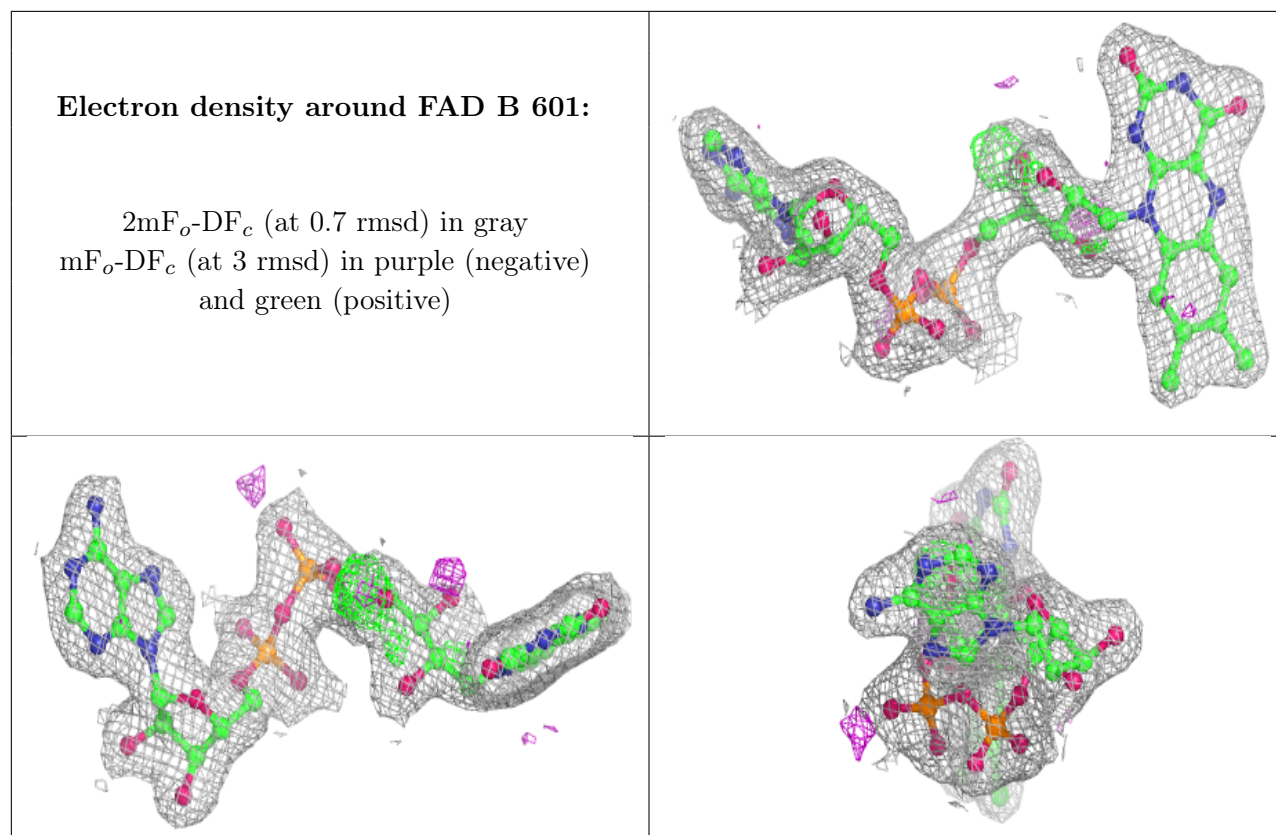 Electron density around FAD B 601:
2mFo-DFc (at 0.7 rmsd) in gray
mFo-DFc (at 3 rmsd) in purple (negative)
and green (positive)